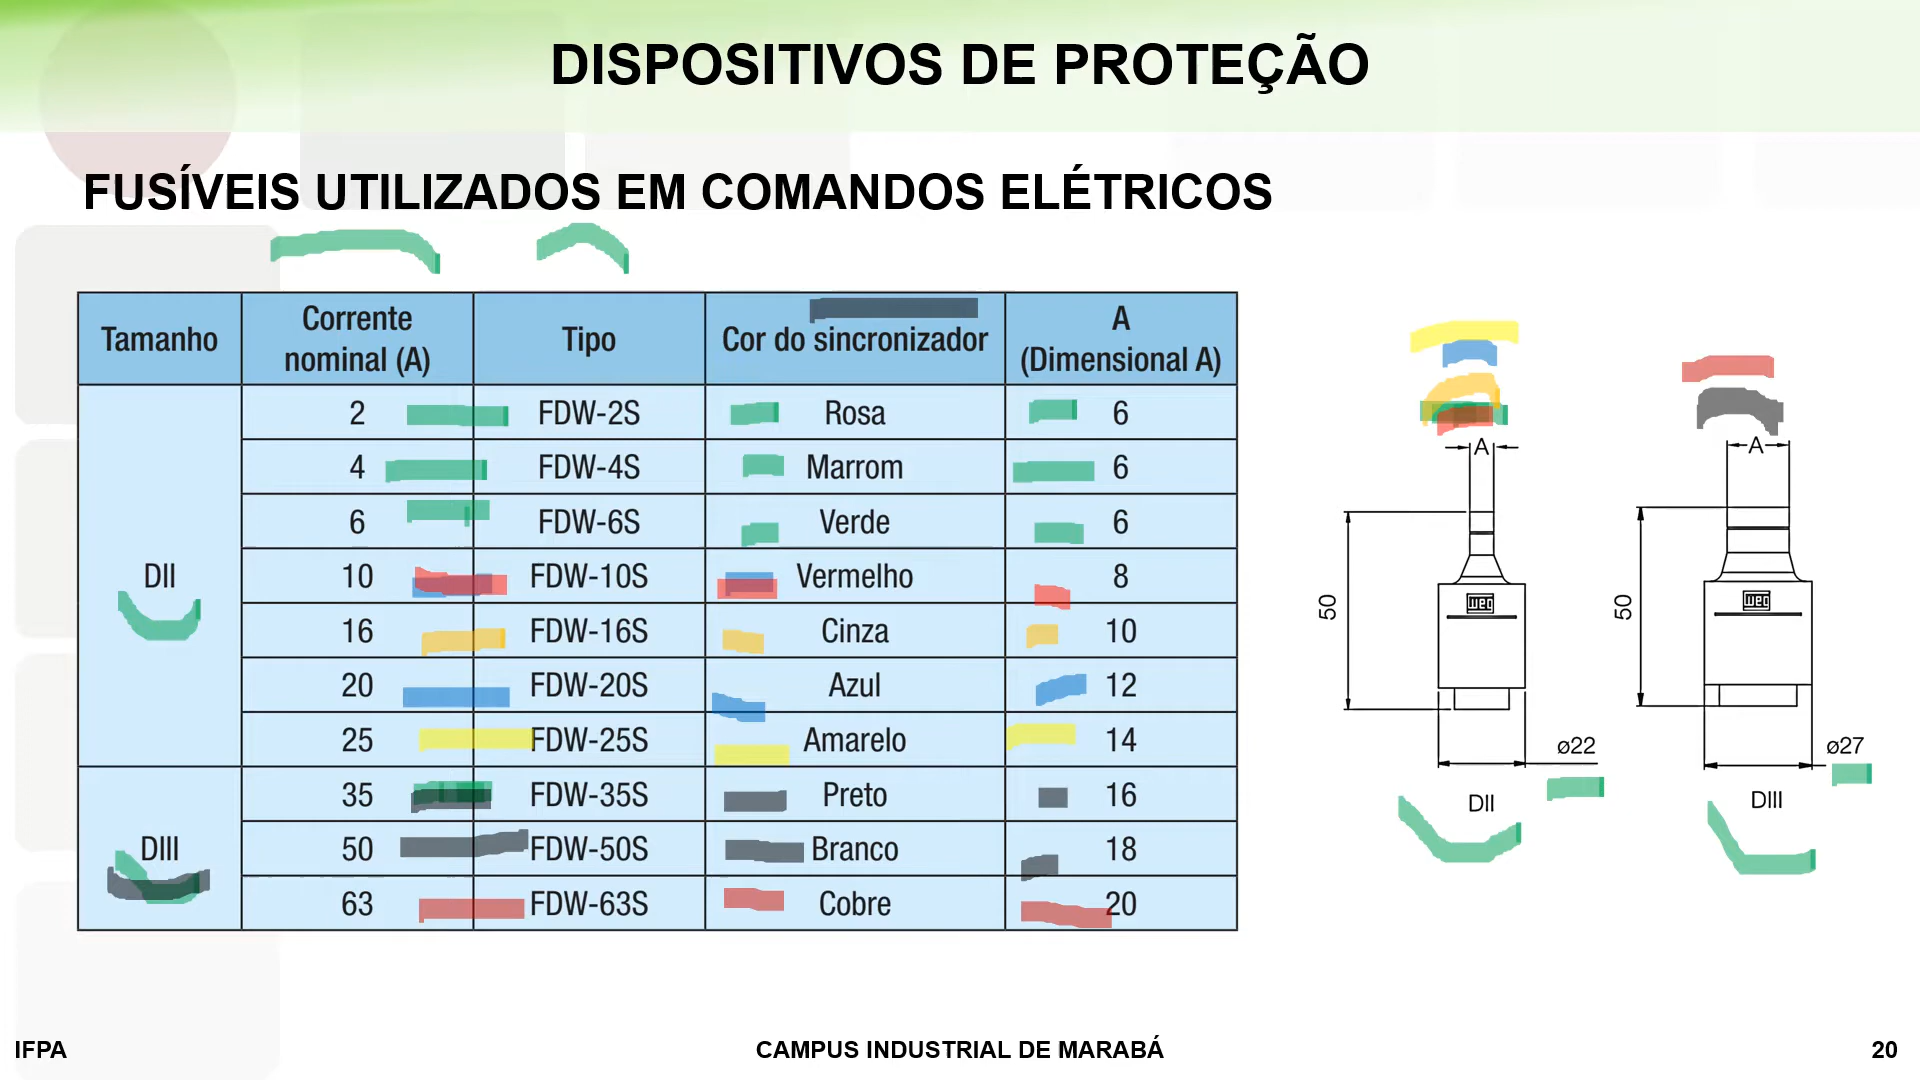 DISPOSITIVOS DE PROTEÇÃO
FUSÍVEIS UTILIZADOS EM COMANDOS ELÉTRICOS
Tamanho Corrente nominal (A) Tipo Cor do sincronizador A (Dimensional A)
DII
2 FDW-2S Rosa 6
4 FDW-4S Marrom 6
6 FDW-6S Verde 6
10 FDW-10S Vermelho 8
16 FDW-16S Cinza 10
20 FDW-20S Azul 12
25 FDW-25S Amarelo 14
DIII
35 FDW-35S Preto 16
50 FDW-50S Branco 18
63 FDW-63S Cobre 20
A
50
WEG
ø22
DII
A
50
WEG
ø27
DIII
IFPA
CAMPUS INDUSTRIAL DE MARABÁ
20